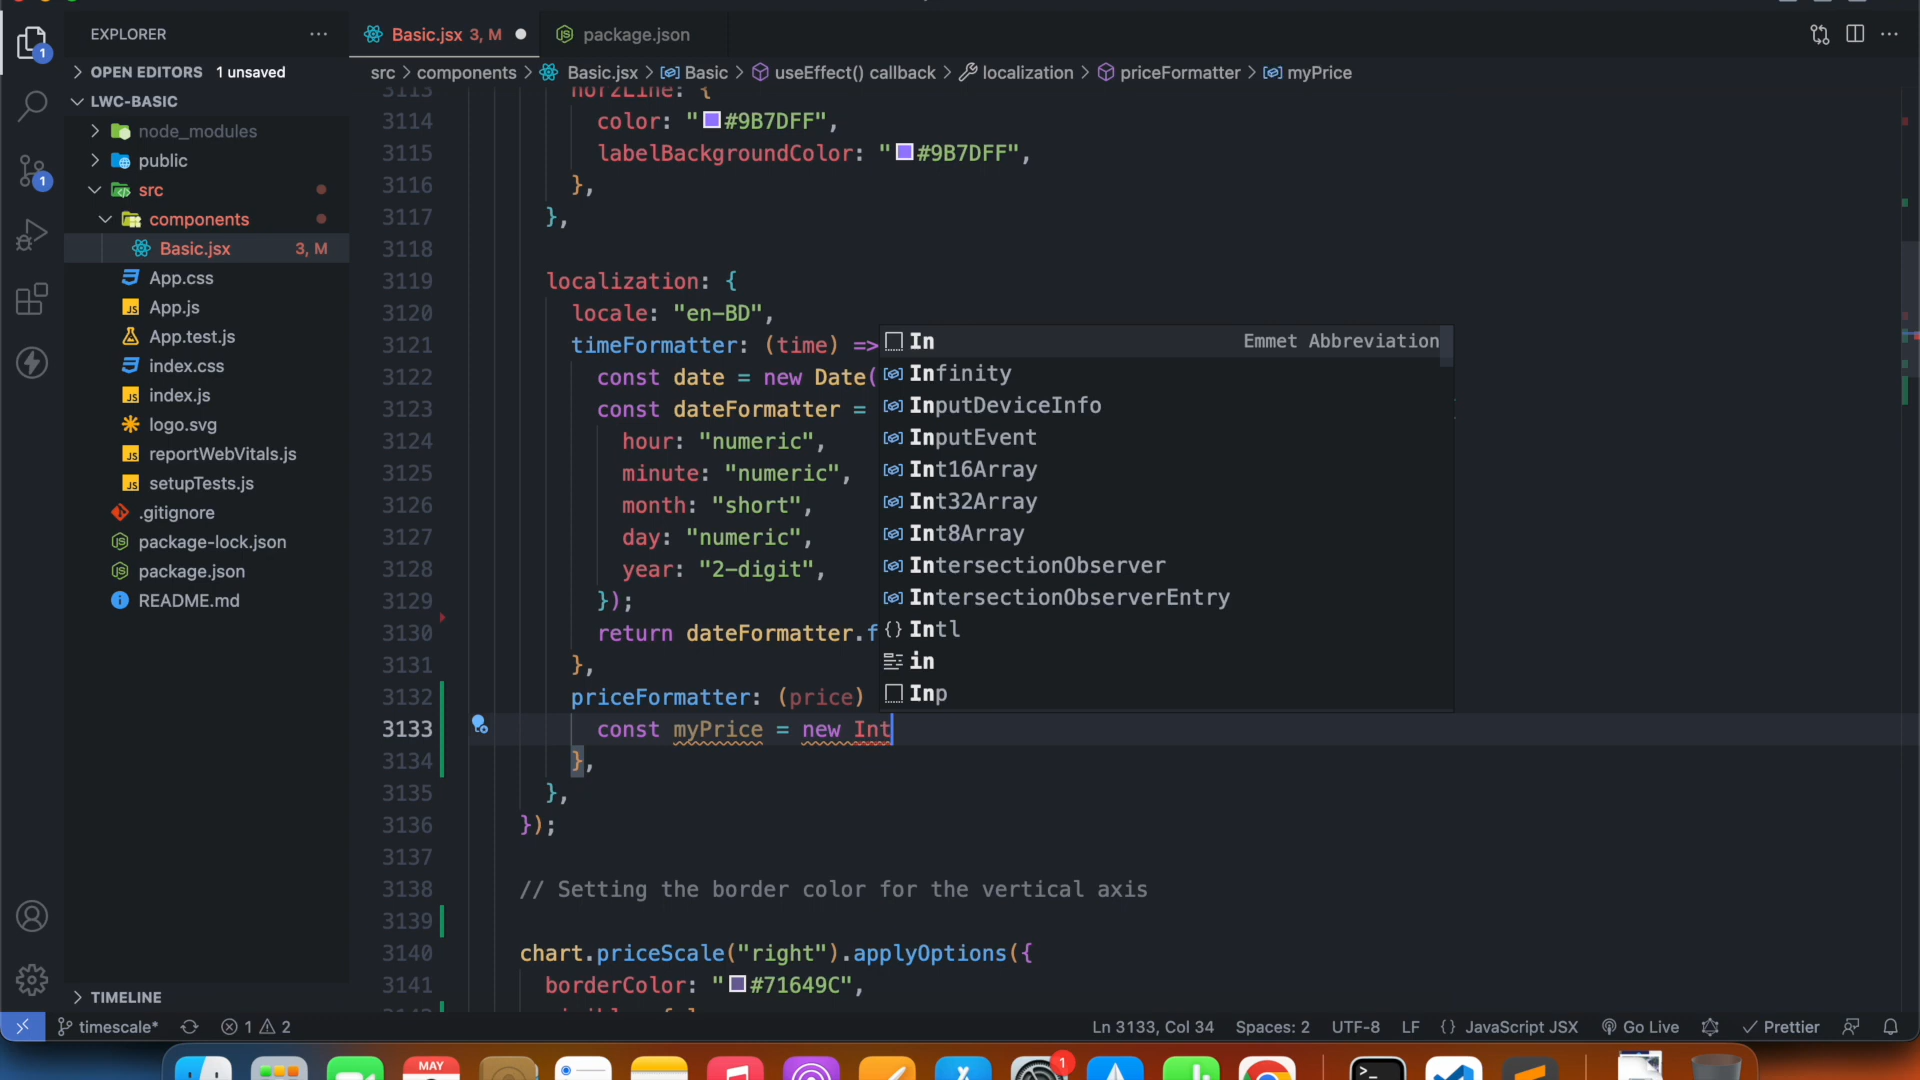 EXPLORER
Basic.jsx 3, M
package.json
OPEN EDITORS 1 unsaved
src > components > Basic.jsx > Basic > useEffect() callback > localization > priceFormatter > myPrice
LWC-BASIC
node_modules
public
src
components
Basic.jsx 3, M
App.css
App.js
App.test.js
index.css
index.js
logo.svg
reportWebVitals.js
setupTests.js
.gitignore
package-lock.json
package.json
README.md
TIMELINE
3113 horzLine: {
3114 color: "#9B7DFF",
3115 labelBackgroundColor: "#9B7DFF",
3116 },
3117 },
3118
3119 localization: {
3120 locale: "en-BD",
3121 timeFormatter: (time) =>
3122 const date = new Date(
3123 const dateFormatter =
3124 hour: "numeric",
3125 minute: "numeric",
3126 month: "short",
3127 day: "numeric",
3128 year: "2-digit",
3129 });
3130 return dateFormatter.f
3131 },
3132 priceFormatter: (price)
3133 const myPrice = new Int
3134 },
3135 },
3136 });
3137
3138 // Setting the border color for the vertical axis
3139
3140 chart.priceScale("right").applyOptions({
3141 borderColor: "#71649C",
In Emmet Abbreviation
Infinity
InputDeviceInfo
InputEvent
Int16Array
Int32Array
Int8Array
IntersectionObserver
IntersectionObserverEntry
Intl
in
Inp
timescale*
1 2
Ln 3133, Col 34
Spaces: 2
UTF-8
LF
{} JavaScript JSX
Go Live
Prettier
MAY
1